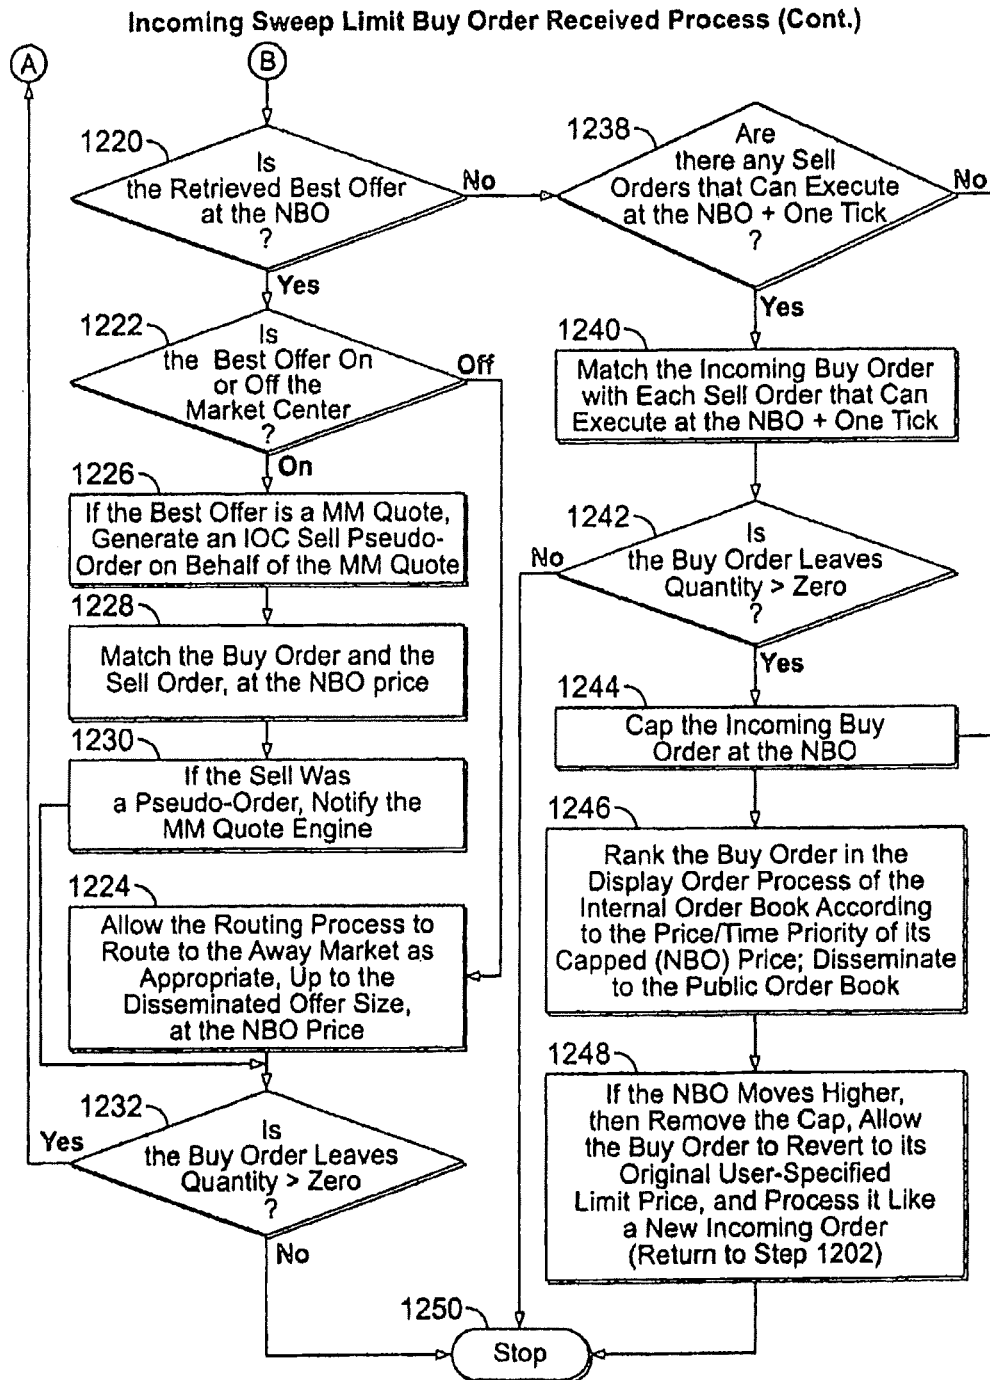 Incoming Sweep Limit Buy Order Received Process (Cont.)
A
B
1220
Is
the Retrieved Best Offer
at the NBO
?
No
Yes
1222
Is
the Best Offer On
or Off the
Market Center
?
Off
On
1226
If the Best Offer is a MM Quote,
Generate an IOC Sell Pseudo-
Order on Behalf of the MM Quote
1228
Match the Buy Order and the
Sell Order, at the NBO price
1230
If the Sell Was
a Pseudo-Order, Notify the
MM Quote Engine
1224
Allow the Routing Process to
Route to the Away Market as
Appropriate, Up to the
Disseminated Offer Size,
at the NBO Price
1232
Yes
Is
the Buy Order Leaves
Quantity > Zero
?
No
1238
Are
there any Sell
Orders that Can Execute
at the NBO + One Tick
?
No
Yes
1240
Match the Incoming Buy Order
with Each Sell Order that Can
Execute at the NBO + One Tick
1242
No
Is
the Buy Order Leaves
Quantity > Zero
?
Yes
1244
Cap the Incoming Buy
Order at the NBO
1246
Rank the Buy Order in the
Display Order Process of the
Internal Order Book According
to the Price/Time Priority of its
Capped (NBO) Price; Disseminate
to the Public Order Book
1248
If the NBO Moves Higher,
then Remove the Cap, Allow
the Buy Order to Revert to its
Original User-Specified
Limit Price, and Process it Like
a New Incoming Order
(Return to Step 1202)
1250
Stop